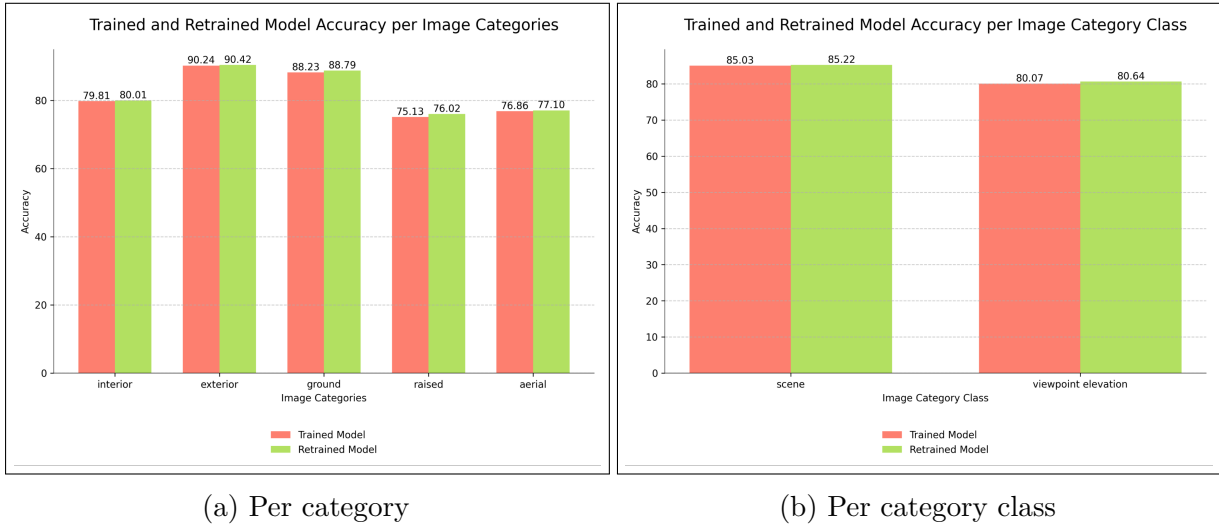 Trained and Retrained Model Accuracy per Image Categories
Accuracy
80
60
40
20
0
79.81 80.01
90.24 90.42
88.23 88.79
75.13 76.02
76.86 77.10
interior exterior ground raised aerial
Image Categories
Trained Model
Retrained Model
(a) Per category
Trained and Retrained Model Accuracy per Image Category Class
Accuracy
80
70
60
50
40
30
20
10
0
85.03 85.22
80.07 80.64
scene viewpoint elevation
Image Category Class
Trained Model
Retrained Model
(b) Per category class